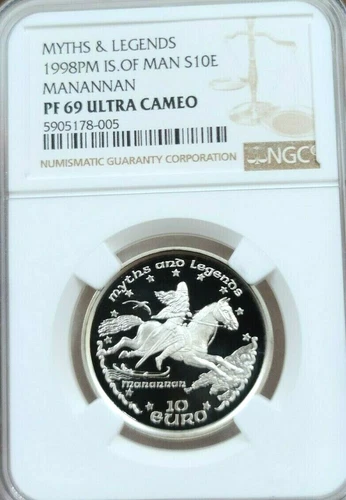 MYTHS & LEGENDS
1998PM IS.OF MAN S10E
MANANNAN
PF 69 ULTRA CAMEO
5905178-005
NUMISMATIC GUARANTY CORPORATION
NGC
myths and legends
manannan
10
euro